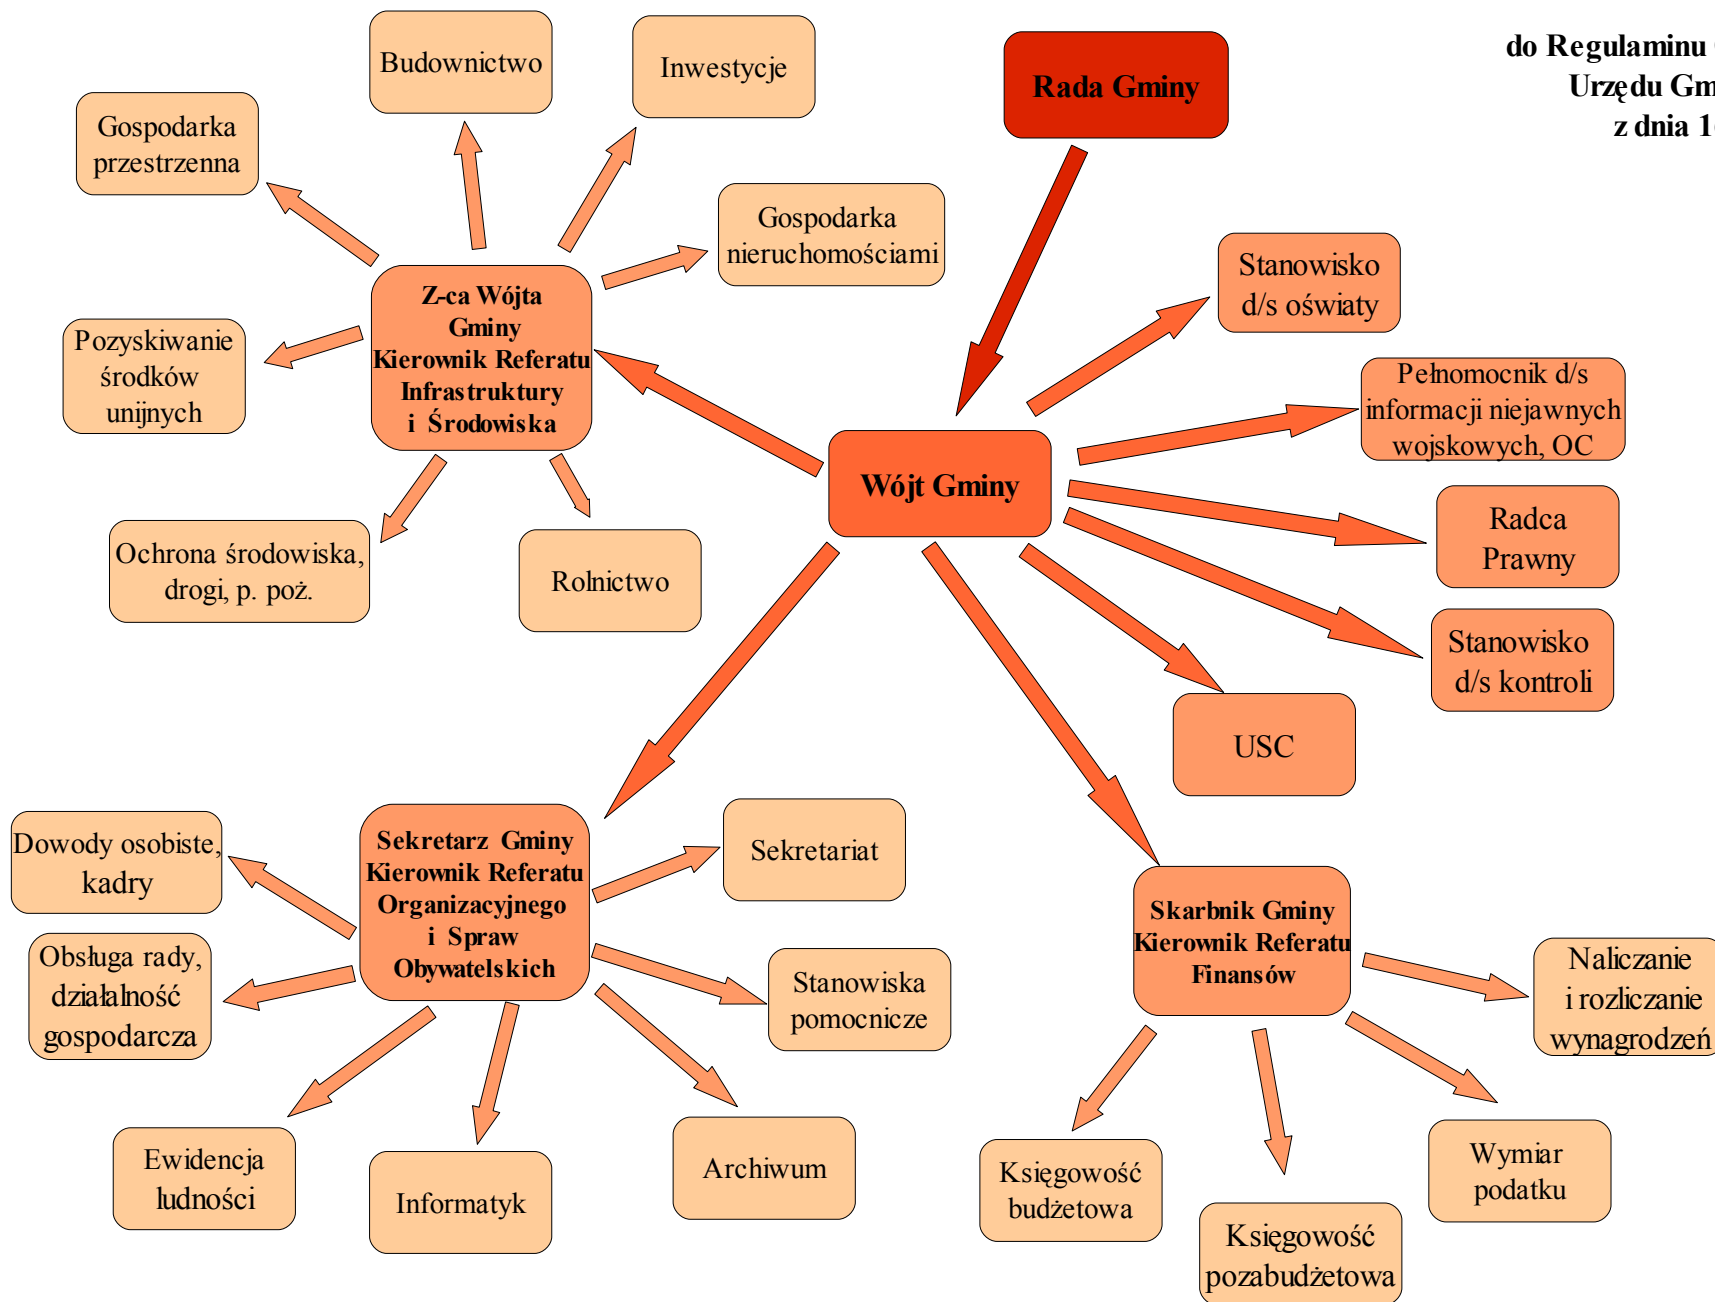 do Regulaminu
Urzędu
z dnia
Rada Gminy
Budownictwo
Inwestycje
Gospodarka
przestrzenna
Gospodarka
nieruchomościami
Z-ca Wójta
Gminy
Kierownik Referatu
Infrastruktury
i Środowiska
Pozyskiwanie
środków
unijnych
Ochrona środowiska,
drogi, p. poż.
Rolnictwo
Wójt Gminy
Stanowisko
d/s oświaty
Pełnomocnik d/s
informacji niejawnych
wojskowych, OC
Radca
Prawny
Stanowisko
d/s kontroli
USC
Sekretarz Gminy
Kierownik Referatu
Organizacyjnego
i Spraw
Obywatelskich
Dowody osobiste,
kadry
Obsługa rady,
działalność
gospodarcza
Ewidencja
ludności
Informatyk
Archiwum
Stanowiska
pomocnicze
Sekretariat
Skarbnik Gminy
Kierownik Referatu
Finansów
Naliczanie
i rozliczanie
wynagrodzeń
Wymiar
podatku
Księgowość
budżetowa
Księgowość
pozabudżetowa